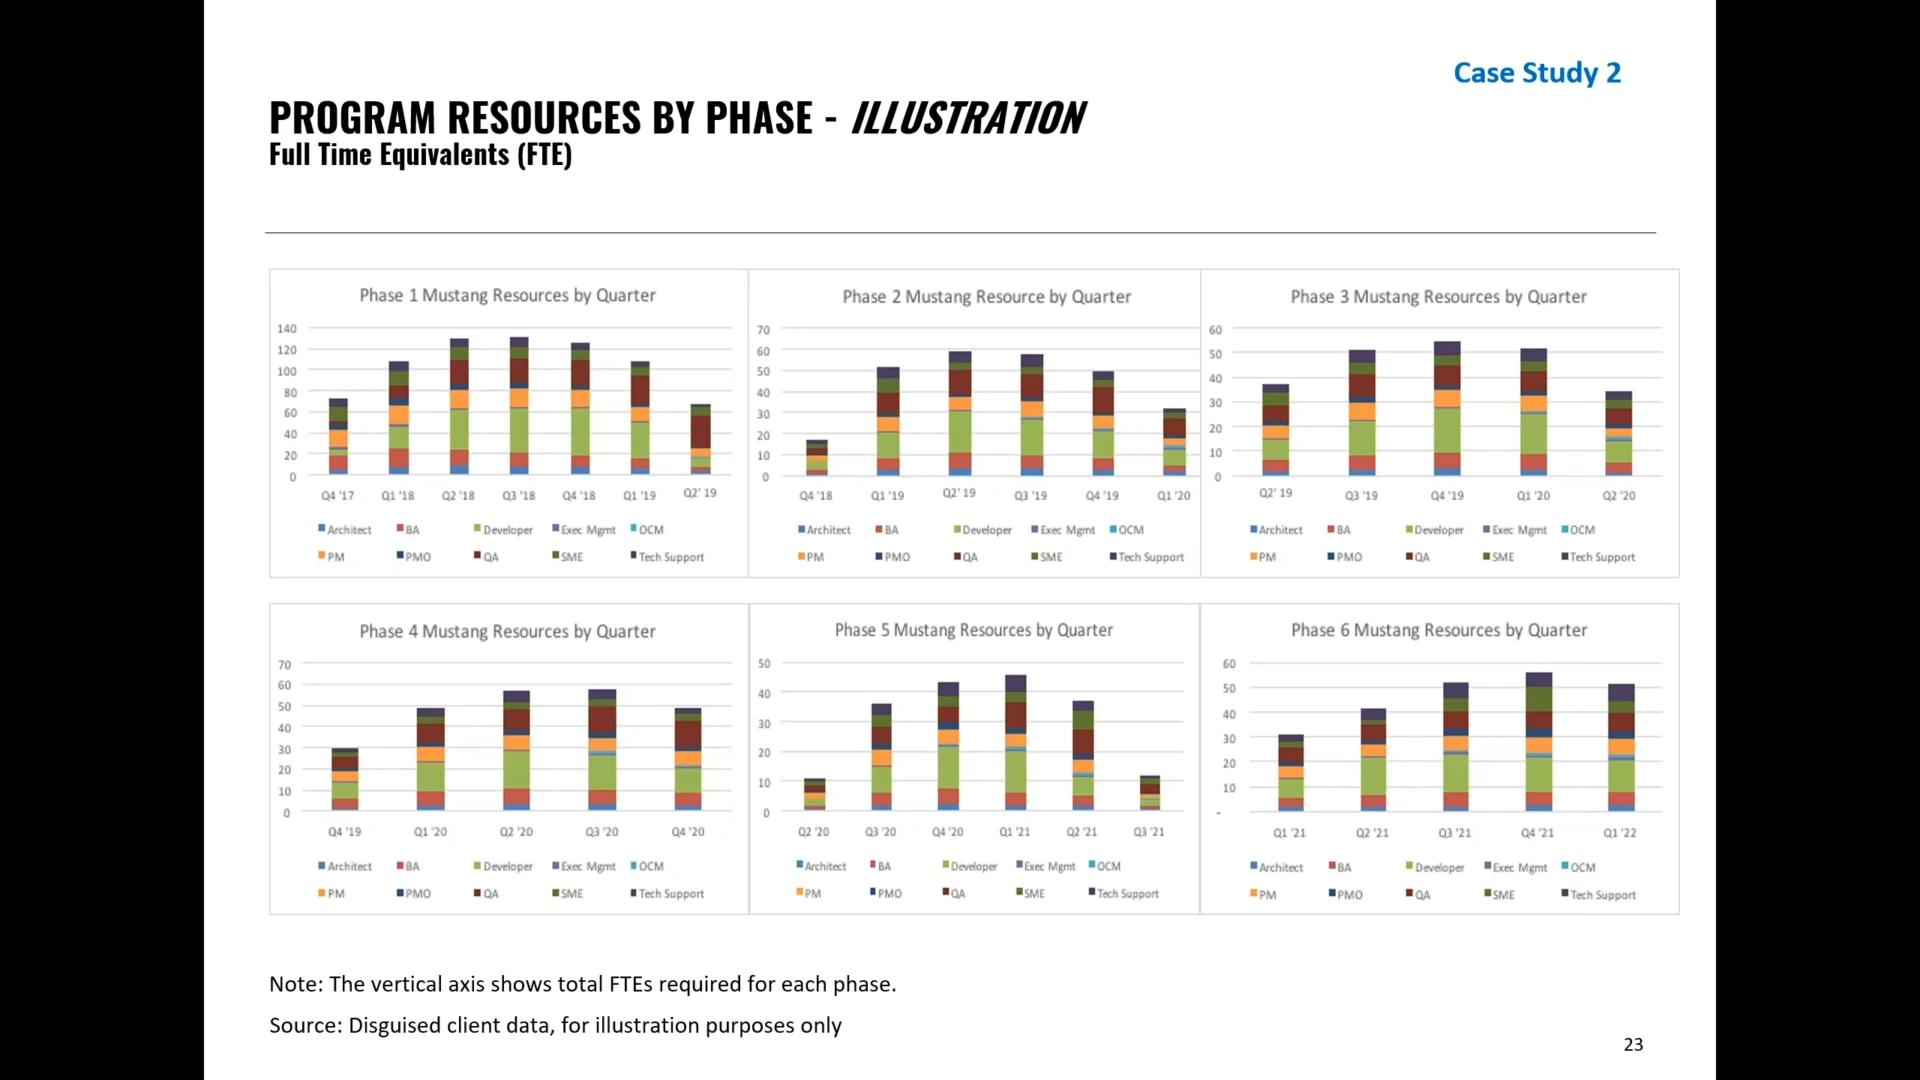 Case Study 2
PROGRAM RESOURCES BY PHASE - ILLUSTRATION
Full Time Equivalents (FTE)
Phase 1 Mustang Resources by Quarter
140
120
100
80
60
40
20
0
Q4 '17 Q1 '18 Q2 '18 Q3 '18 Q4 '18 Q1 '19 Q2' 19
Architect BA Developer Exec Mgmt OCM
PM PMO QA SME Tech Support
Phase 2 Mustang Resource by Quarter
70
60
50
40
30
20
10
0
Q4 '18 Q1 '19 Q2' 19 Q3 '19 Q4 '19 Q1 '20
Architect BA Developer Exec Mgmt OCM
PM PMO QA SME Tech Support
Phase 3 Mustang Resources by Quarter
60
50
40
30
20
10
0
Q2' 19 Q3 '19 Q4 '19 Q1 '20 Q2 '20
Architect BA Developer Exec Mgmt OCM
PM PMO QA SME Tech Support
Phase 4 Mustang Resources by Quarter
70
60
50
40
30
20
10
0
Q4 '19 Q1 '20 Q2 '20 Q3 '20 Q4 '20
Architect BA Developer Exec Mgmt OCM
PM PMO QA SME Tech Support
Phase 5 Mustang Resources by Quarter
50
40
30
20
10
0
Q2 '20 Q3 '20 Q4 '20 Q1 '21 Q2 '21 Q3 '21
Architect BA Developer Exec Mgmt OCM
PM PMO QA SME Tech Support
Phase 6 Mustang Resources by Quarter
60
50
40
30
20
10
-
Q1 '21 Q2 '21 Q3 '21 Q4 '21 Q1 '22
Architect BA Developer Exec Mgmt OCM
PM PMO QA SME Tech Support
Note: The vertical axis shows total FTEs required for each phase.
Source: Disguised client data, for illustration purposes only
23